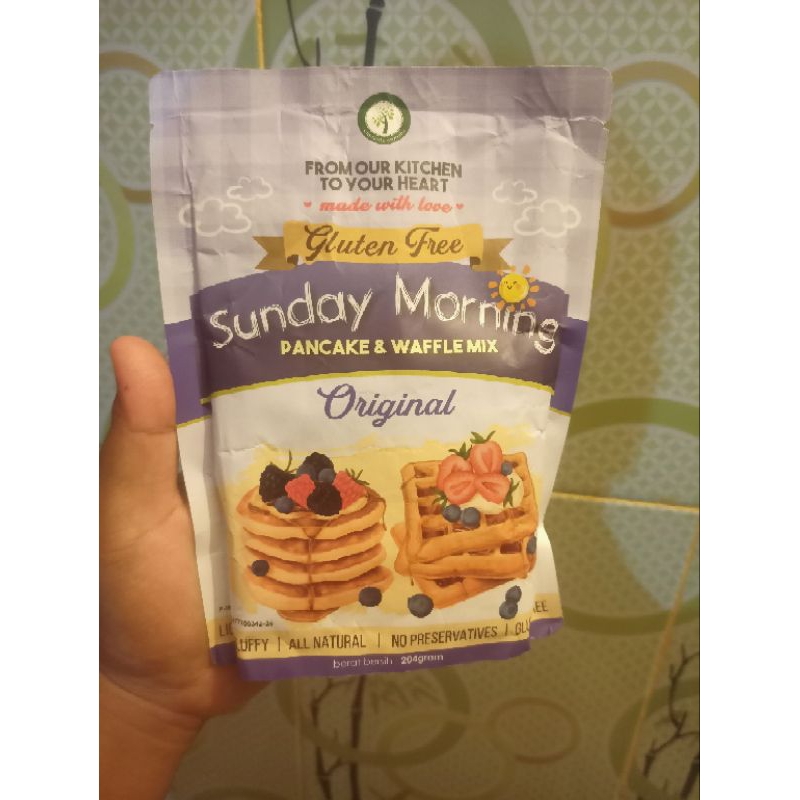 FROM OUR KITCHEN
TO YOUR HEART
made with love
Gluten Free
Sunday Morning
PANCAKE & WAFFLE MIX
Original
ALL NATURAL | NO PRESERVATIVES
berat bersih 204gram